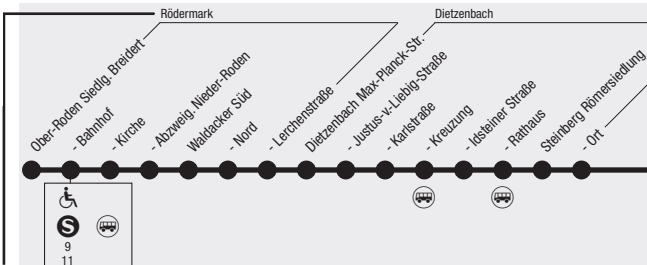 Rödermark
Dietzenbach
Ober-Roden Siedlg. Breidert
- Bahnhof
- Kirche
- Abzweig. Nieder-Roden
Waldacker Süd
- Nord
- Lerchenstraße
Dietzenbach Max-Planck-Str.
- Justus-v.-Liebig-Straße
- Karlstraße
- Kreuzung
- Idsteiner Straße
- Rathaus
Steinberg Römersiedlung
- Ort
S
9
11